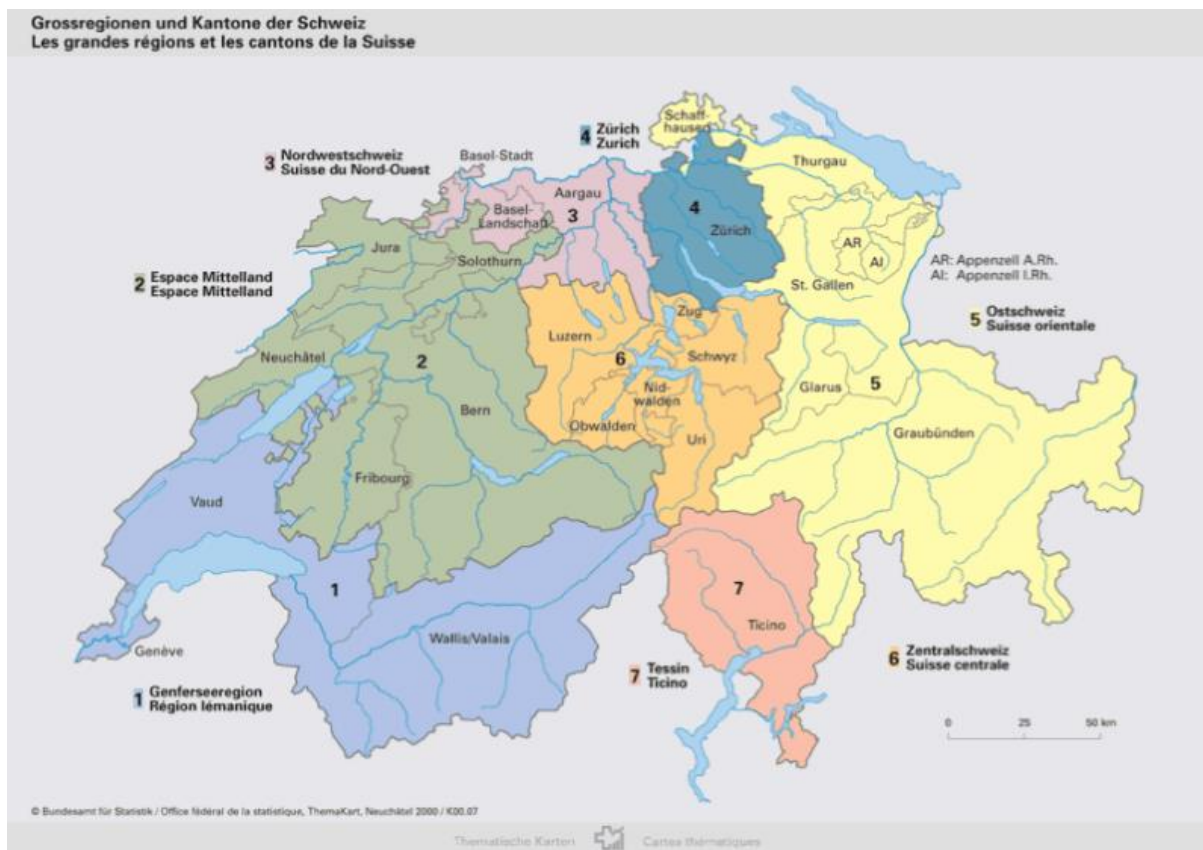 Grossregionen und Kantone der Schweiz
Les grandes régions et les cantons de la Suisse
Schaff-
hausen
4 Zürich
Zurich
Basel-Stadt
3 Nordwestschweiz
Suisse du Nord-Ouest
Thurgau
Aargau
3
4
Basel-
Landschaft
Zürich
Jura
AR
Solothurn
AI
AR: Appenzell A.Rh.
AI: Appenzell I.Rh.
2 Espace Mittelland
Espace Mittelland
St. Gallen
Zug
5 Ostschweiz
Suisse orientale
Luzern
Neuchâtel
6
Schwyz
2
Nid-
walden
Glarus
5
Bern
Obwalden
Uri
Graubünden
Fribourg
Vaud
1
7
Ticino
Wallis/Valais
Genève
6 Zentralschweiz
Suisse centrale
7 Tessin
Ticino
1 Genferseeregion
Région lémanique
0 25 50 km
© Bundesamt für Statistik / Office fédéral de la statistique, ThemaKart, Neuchâtel 2000 / K00.07
Thematische Karten Cartes thématiques